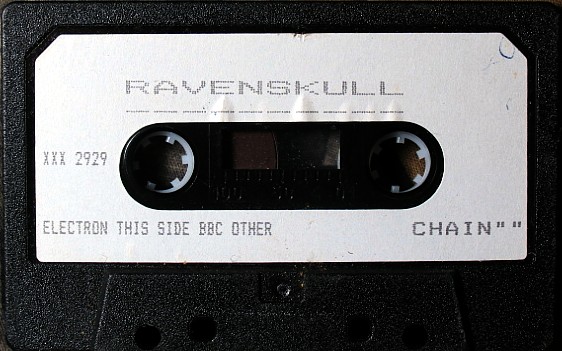 RAVENSKULL
XXX 2929
ELECTRON THIS SIDE BBC OTHER
CHAIN""